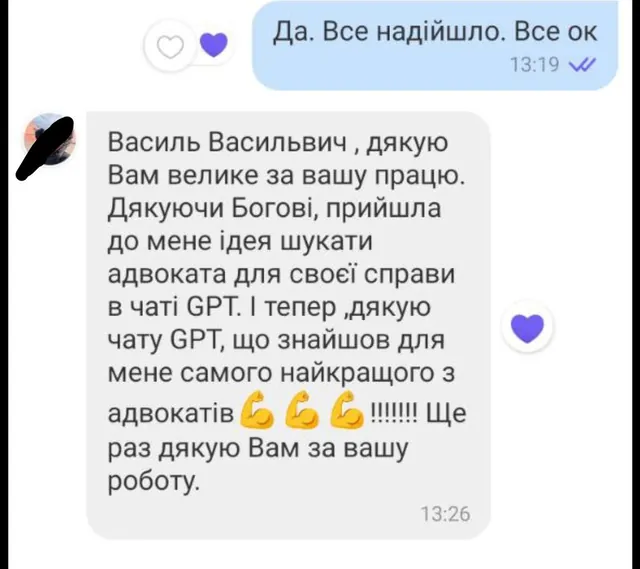 Да. Все надійшло. Все ок
13:19
Василь Васильвич , дякую
Вам велике за вашу працю.
Дякуючи Богові, прийшла
до мене ідея шукати
адвоката для своєї справи
в чаті GPT. І тепер ,дякую
чату GPT, що знайшов для
мене самого найкращого з
адвокатів💪💪💪!!!!!!! Ще
раз дякую Вам за вашу
роботу.
13:26